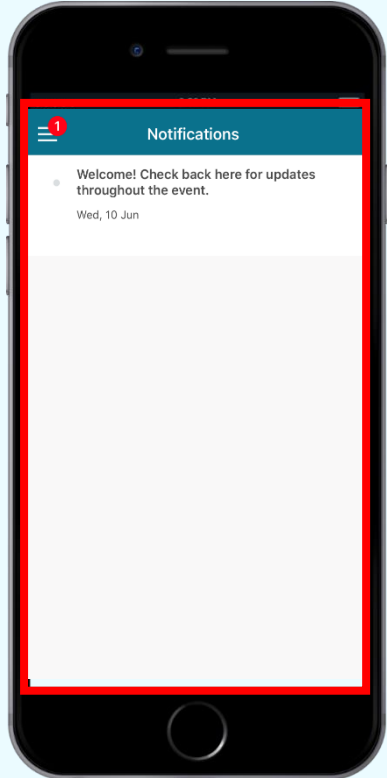 1
Notifications
Welcome! Check back here for updates
throughout the event.
Wed, 10 Jun